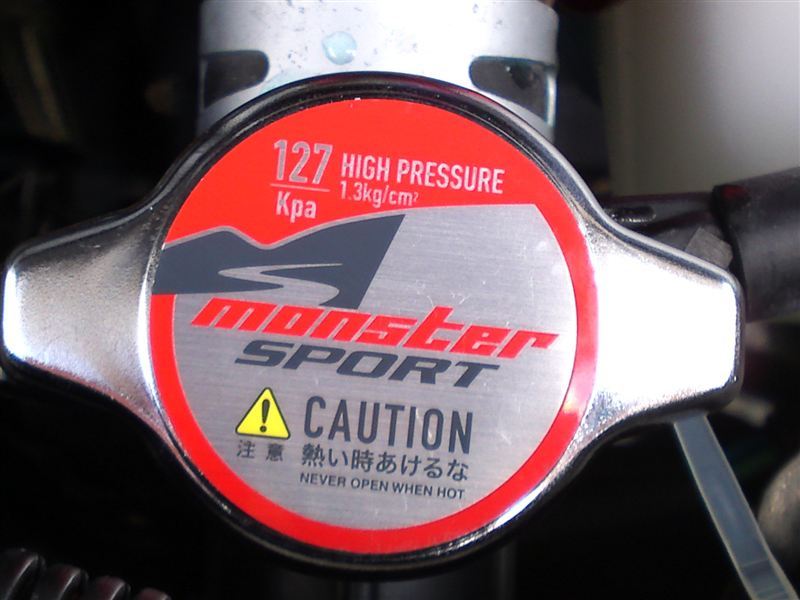 127 HIGH PRESSURE
Kpa 1.3kg/cm²
monster
SPORT
CAUTION
注意 熱い時あけるな
NEVER OPEN WHEN HOT